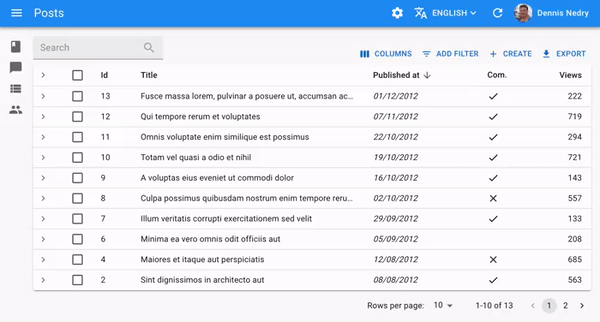 Posts ENGLISH Dennis Nedry
Search
COLUMNS ADD FILTER CREATE EXPORT
Id Title Published at Com. Views
13 Fusce massa lorem, pulvinar a posuere ut, accumsan ac... 01/12/2012 222
12 Qui tempore rerum et voluptates 07/11/2012 719
11 Omnis voluptate enim similique est possimus 22/10/2012 294
10 Totam vel quasi a odio et nihil 19/10/2012 721
9 A voluptas eius eveniet ut commodi dolor 16/10/2012 143
8 Culpa possimus quibusdam nostrum enim tempore reru... 02/10/2012 557
7 Illum veritatis corrupti exercitationem sed velit 29/09/2012 133
6 Minima ea vero omnis odit officiis aut 05/09/2012 208
4 Maiores et itaque aut perspiciatis 12/08/2012 685
2 Sint dignissimos in architecto aut 08/08/2012 563
Rows per page: 10 1-10 of 13 1 2